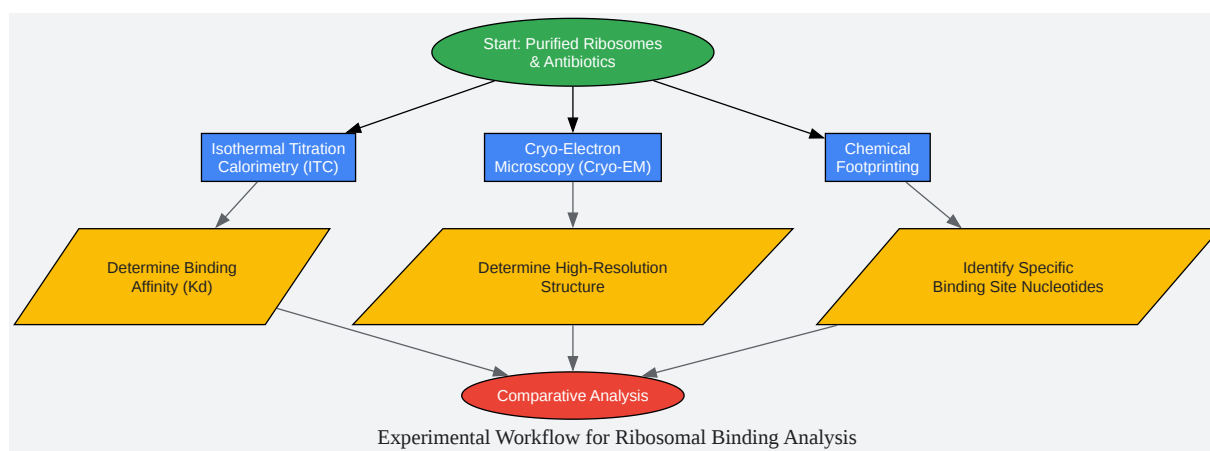 Start: Purified Ribosomes
& Antibiotics
Isothermal Titration
Calorimetry (ITC)
Cryo-Electron
Microscopy (Cryo-EM)
Chemical
Footprinting
Determine Binding
Affinity (Kd)
Determine High-Resolution
Structure
Identify Specific
Binding Site Nucleotides
Comparative Analysis
Experimental Workflow for Ribosomal Binding Analysis